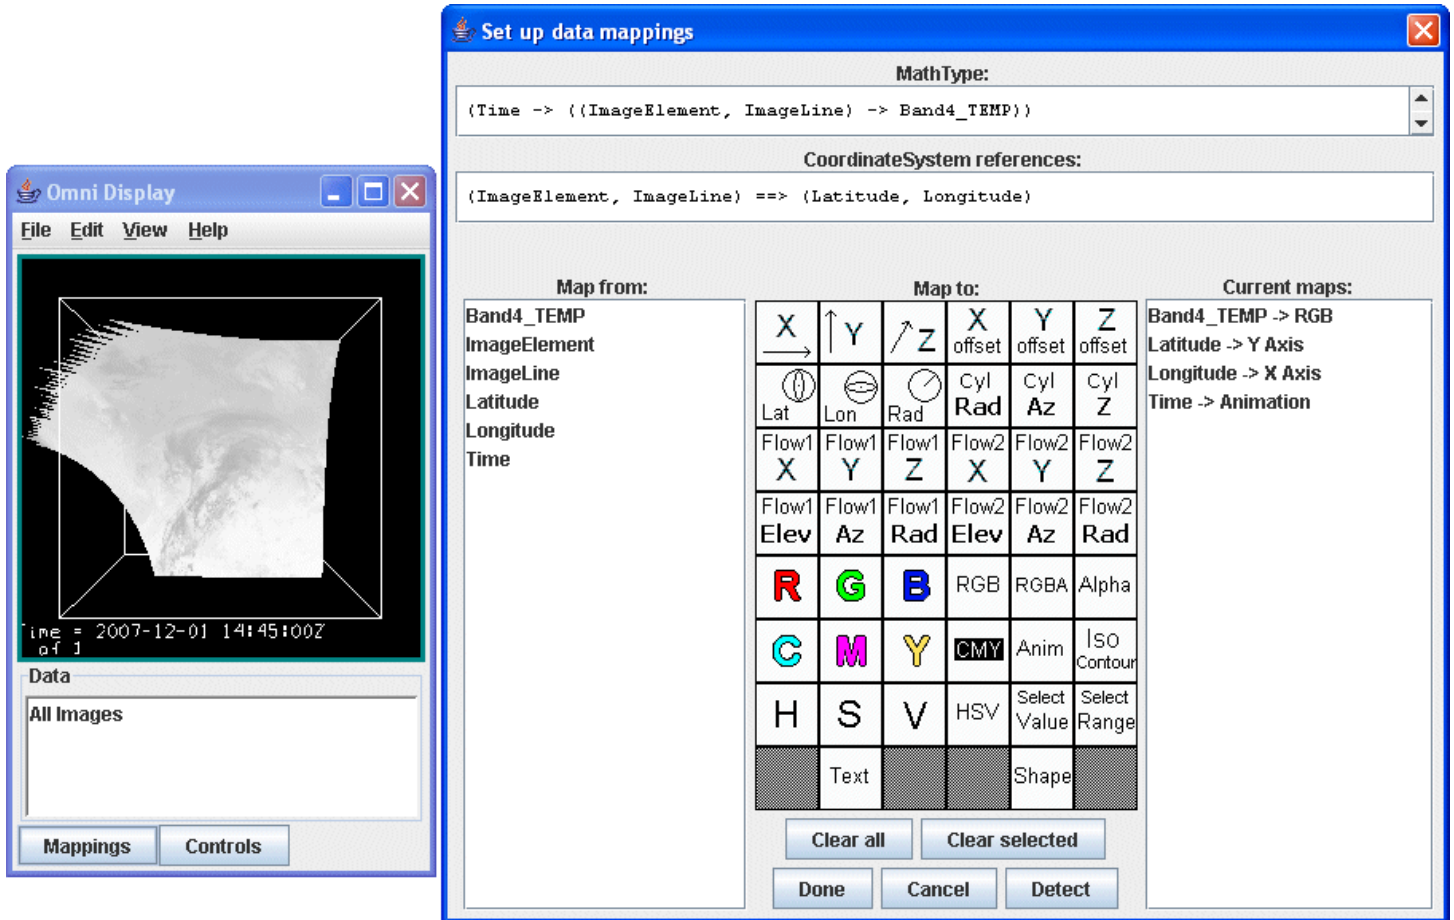 Omni Display
File Edit View Help
ime = 2007-12-01 14:45:00Z
of 1
Data
All Images
Mappings Controls
Set up data mappings
MathType:
(Time -> ((ImageElement, ImageLine) -> Band4_TEMP))
CoordinateSystem references:
(ImageElement, ImageLine) ==> (Latitude, Longitude)
Map from:
Band4_TEMP
ImageElement
ImageLine
Latitude
Longitude
Time
Map to:
X Y Z X offset Y offset Z offset
Lat Lon Rad Cyl Rad Cyl Az Cyl Z
Flow1 X Flow1 Y Flow1 Z Flow2 X Flow2 Y Flow2 Z
Flow1 Elev Flow1 Az Flow1 Rad Flow2 Elev Flow2 Az Flow2 Rad
R G B RGB RGBA Alpha
C M Y CMY Anim Iso Contour
H S V HSV Select Value Select Range
Text Shape
Clear all Clear selected
Done Cancel Detect
Current maps:
Band4_TEMP -> RGB
Latitude -> Y Axis
Longitude -> X Axis
Time -> Animation